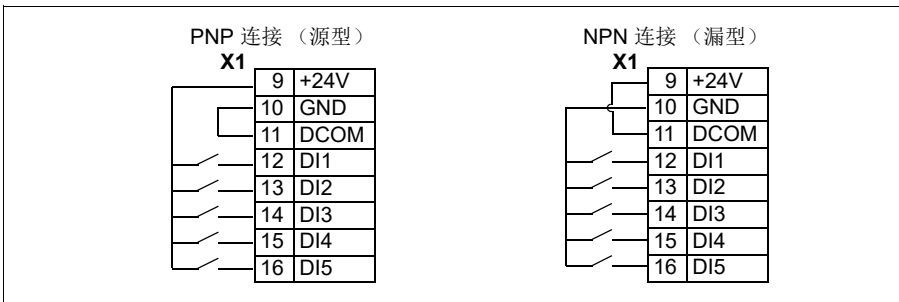 PNP 连接 （源型）
X1
9 +24V
10 GND
11 DCOM
12 DI1
13 DI2
14 DI3
15 DI4
16 DI5
NPN 连接 （漏型）
X1
9 +24V
10 GND
11 DCOM
12 DI1
13 DI2
14 DI3
15 DI4
16 DI5